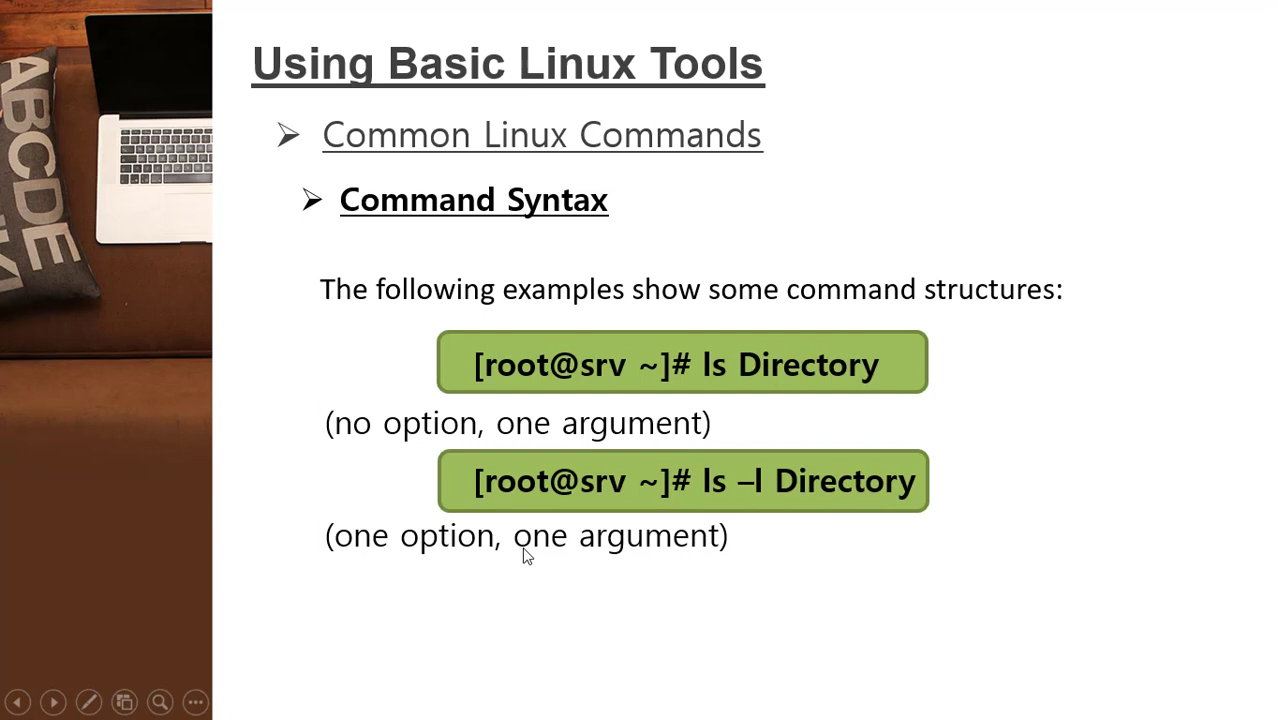 Using Basic Linux Tools
Common Linux Commands
Command Syntax
The following examples show some command structures:
[root@srv ~]# ls Directory
(no option, one argument)
[root@srv ~]# ls –l Directory
(one option, one argument)
ABCDE